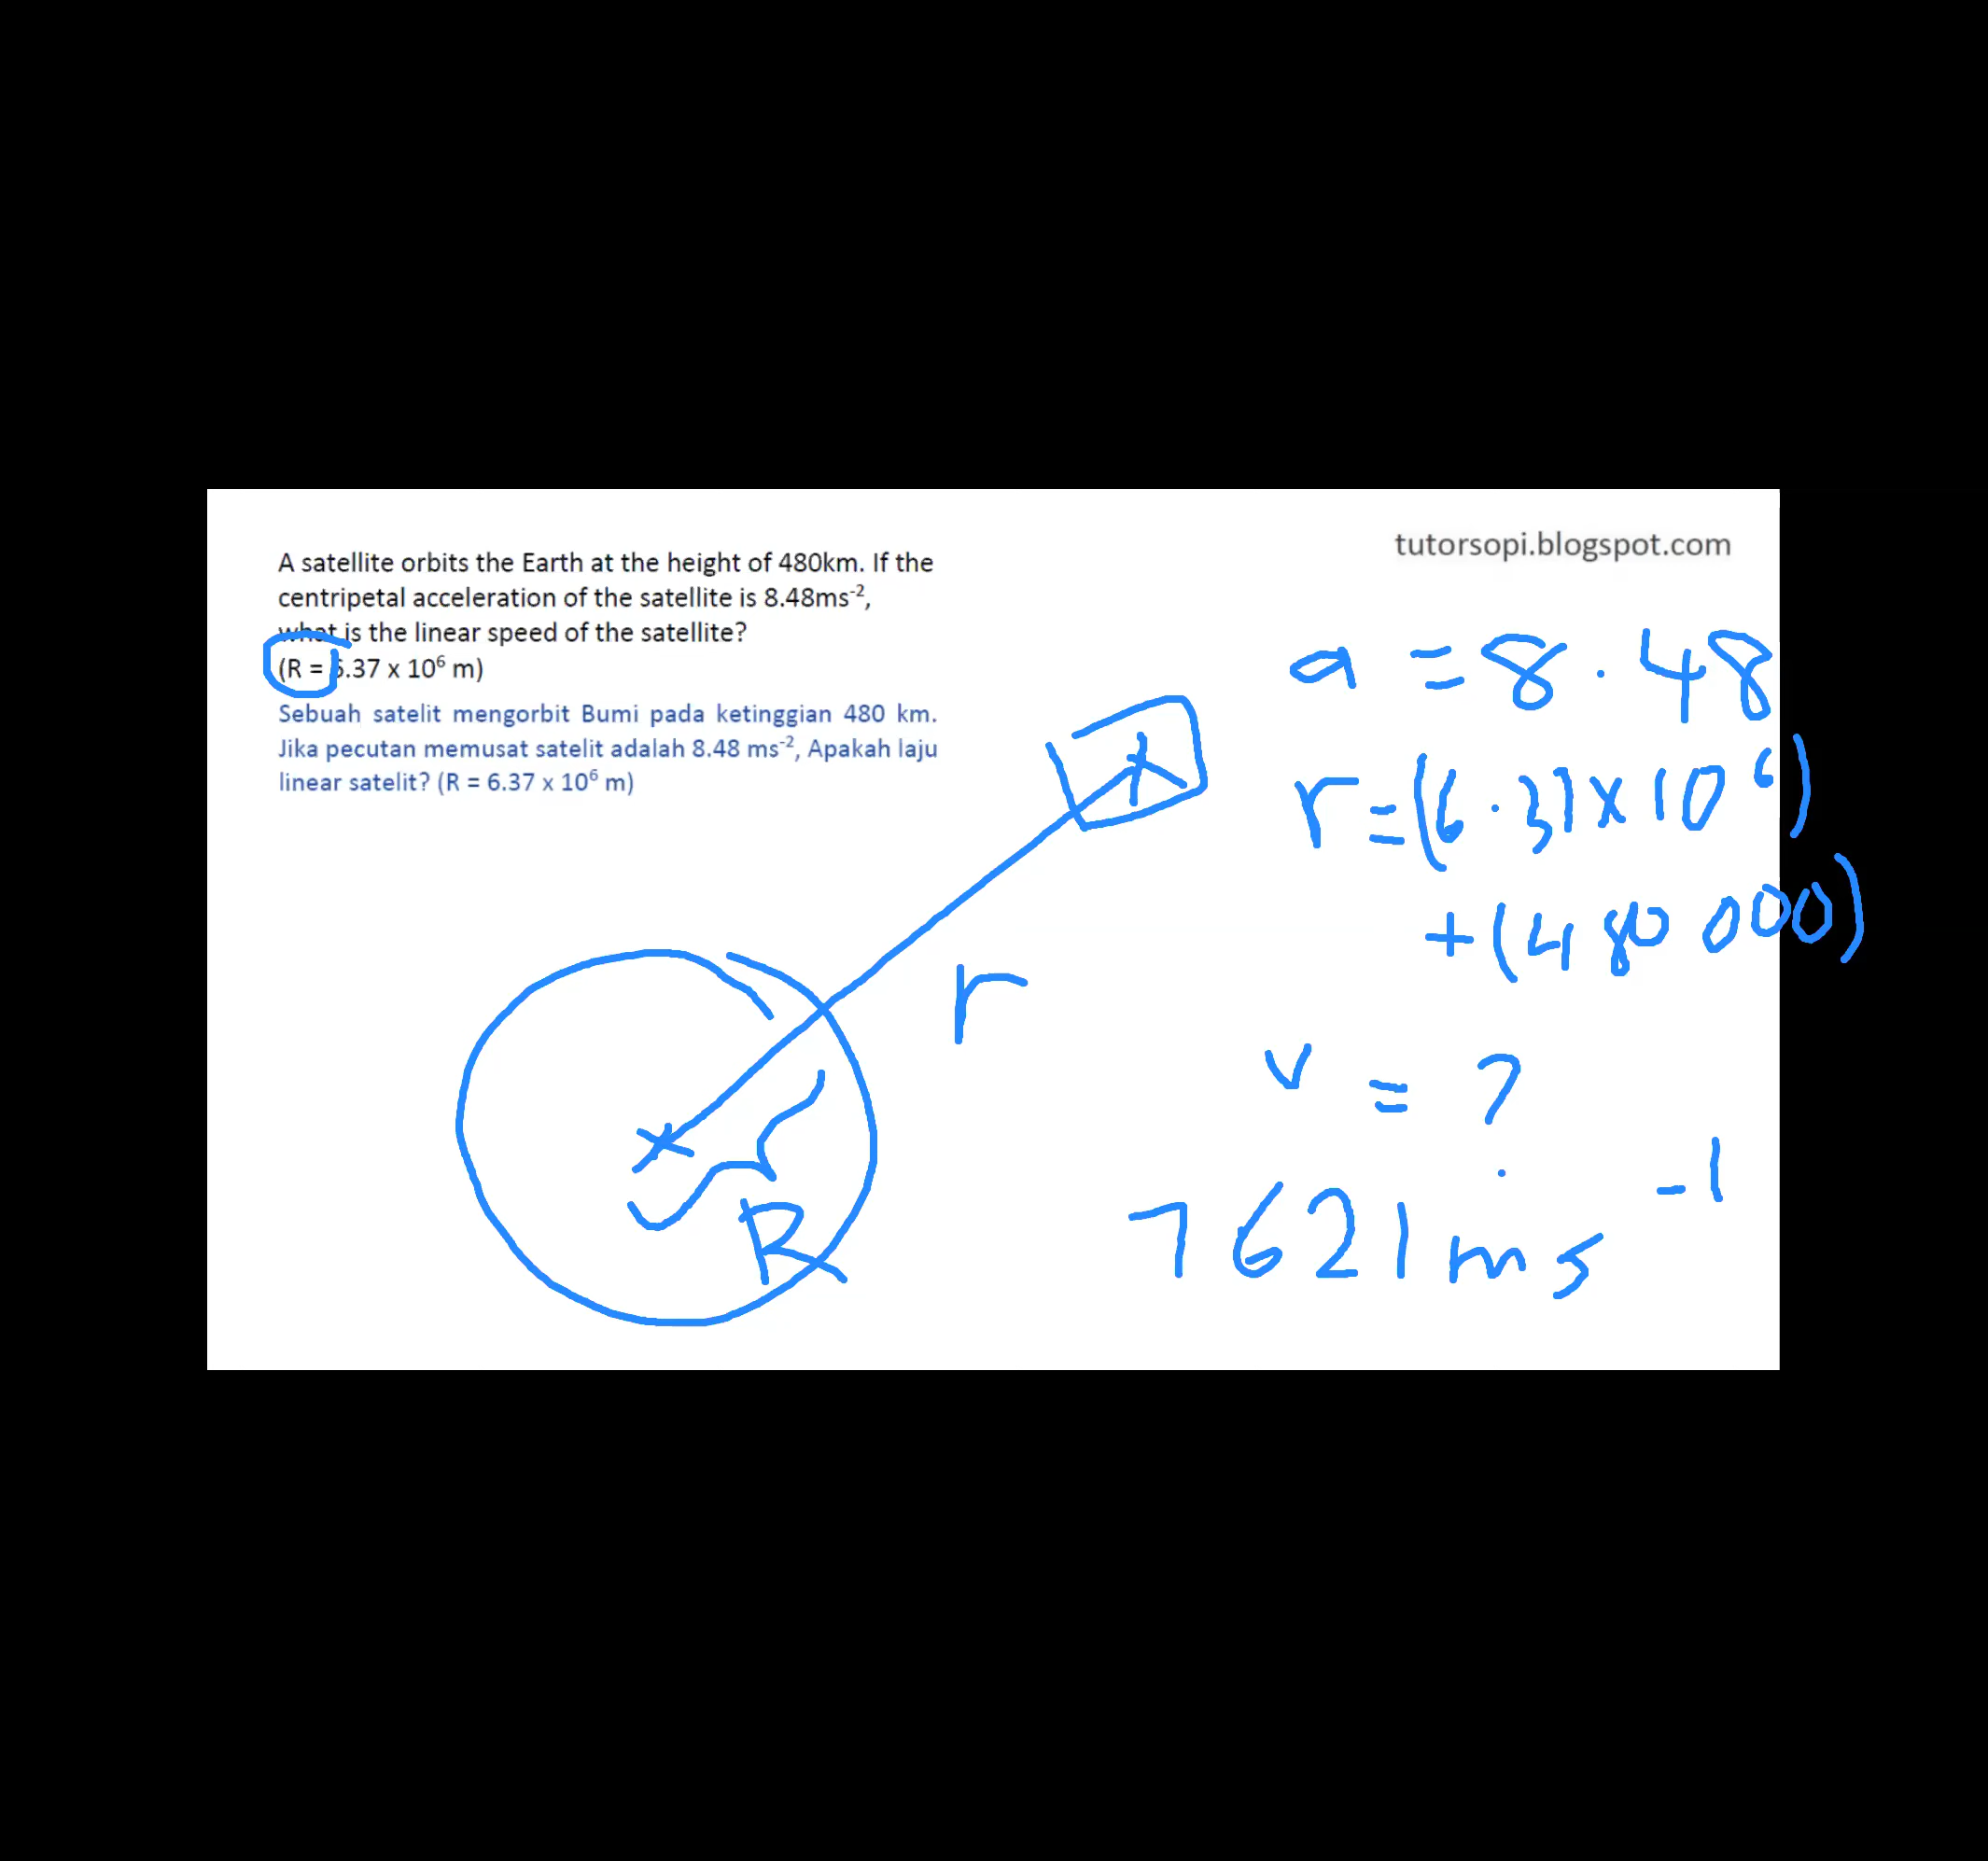 tutorsopi.blogspot.com
A satellite orbits the Earth at the height of 480km. If the
centripetal acceleration of the satellite is 8.48ms⁻²,
what is the linear speed of the satellite?
(R = 6.37 x 10⁶ m)
Sebuah satelit mengorbit Bumi pada ketinggian 480 km.
Jika pecutan memusat satelit adalah 8.48 ms⁻², Apakah laju
linear satelit? (R = 6.37 x 10⁶ m)
a = 8.48
r = (6.37 x 10⁶)
+ (480 000)
r
v = ?
R
7621 ms⁻¹